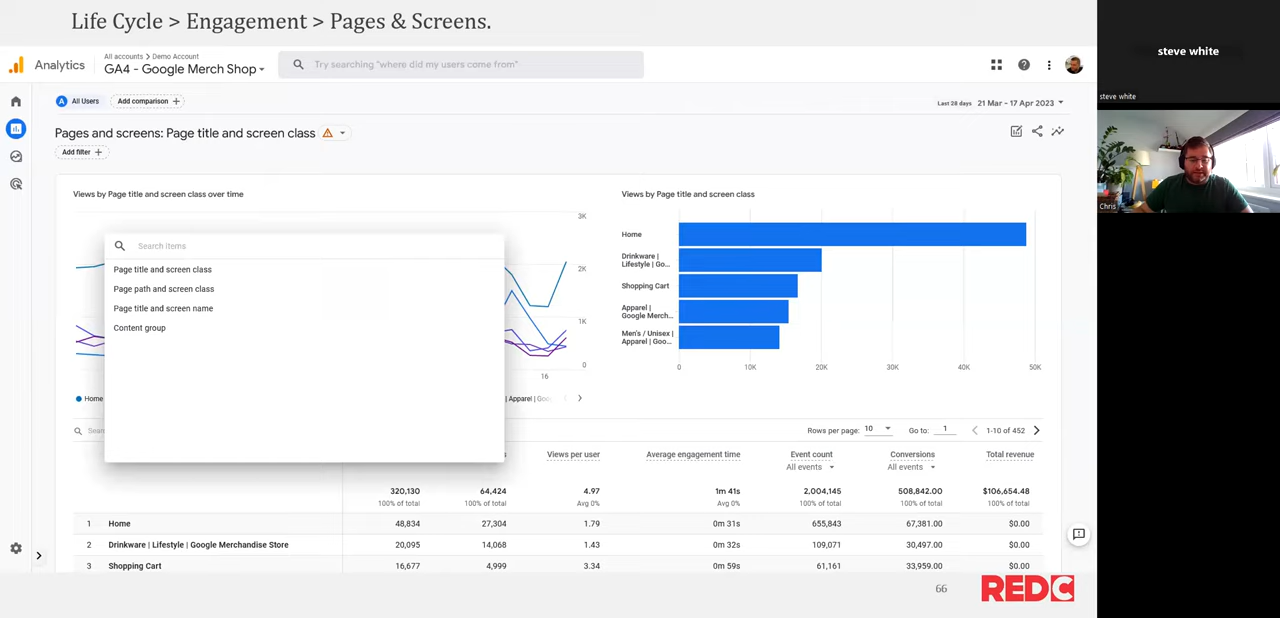 Life Cycle > Engagement > Pages & Screens.
Analytics
All accounts > Demo Account
GA4 - Google Merch Shop
Try searching "where did my users come from"
steve white
steve white
Chris
A All Users
Add comparison +
Last 28 days 21 Mar - 17 Apr 2023
Pages and screens: Page title and screen class
Add filter +
Views by Page title and screen class over time
3K
2K
1K
0
16
Home
| Apparel | Goo...
Search items
Page title and screen class
Page path and screen class
Page title and screen name
Content group
Views by Page title and screen class
Home
Drinkware |
Lifestyle | Go...
Shopping Cart
Apparel |
Google Merch...
Men's / Unisex |
Apparel | Goo...
0 10K 20K 30K 40K 50K
Rows per page: 10 Go to: 1 1-10 of 452
Views per user Average engagement time Event count Conversions Total revenue
All events All events
320,130 64,424 4.97 1m 41s 2,004,145 508,842.00 $106,654.48
100% of total 100% of total Avg 0% Avg 0% 100% of total 100% of total 100% of total
1 Home 48,834 27,304 1.79 0m 31s 655,843 67,381.00 $0.00
2 Drinkware | Lifestyle | Google Merchandise Store 20,095 14,068 1.43 0m 32s 109,071 30,497.00 $0.00
3 Shopping Cart 16,677 4,999 3.34 0m 59s 61,161 33,959.00 $0.00
66
REDC